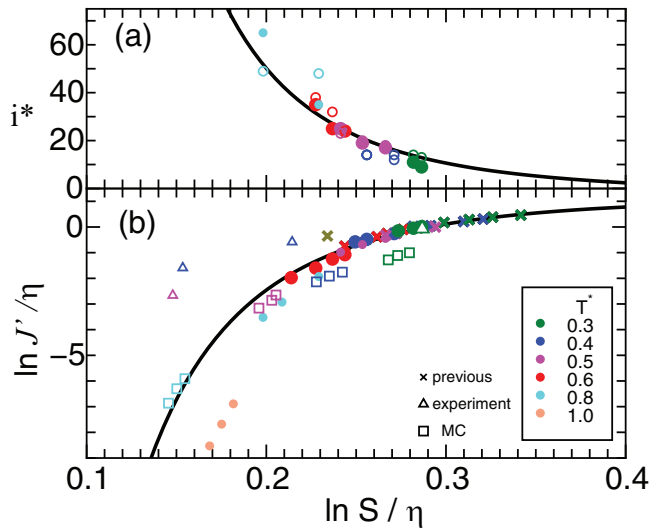 (a)
60
40
20
0
i*
(b)
0
−5
ln J'/η
T*
0.3
0.4
0.5
0.6
0.8
1.0
previous
experiment
MC
0.1 0.2 0.3 0.4
ln S / η